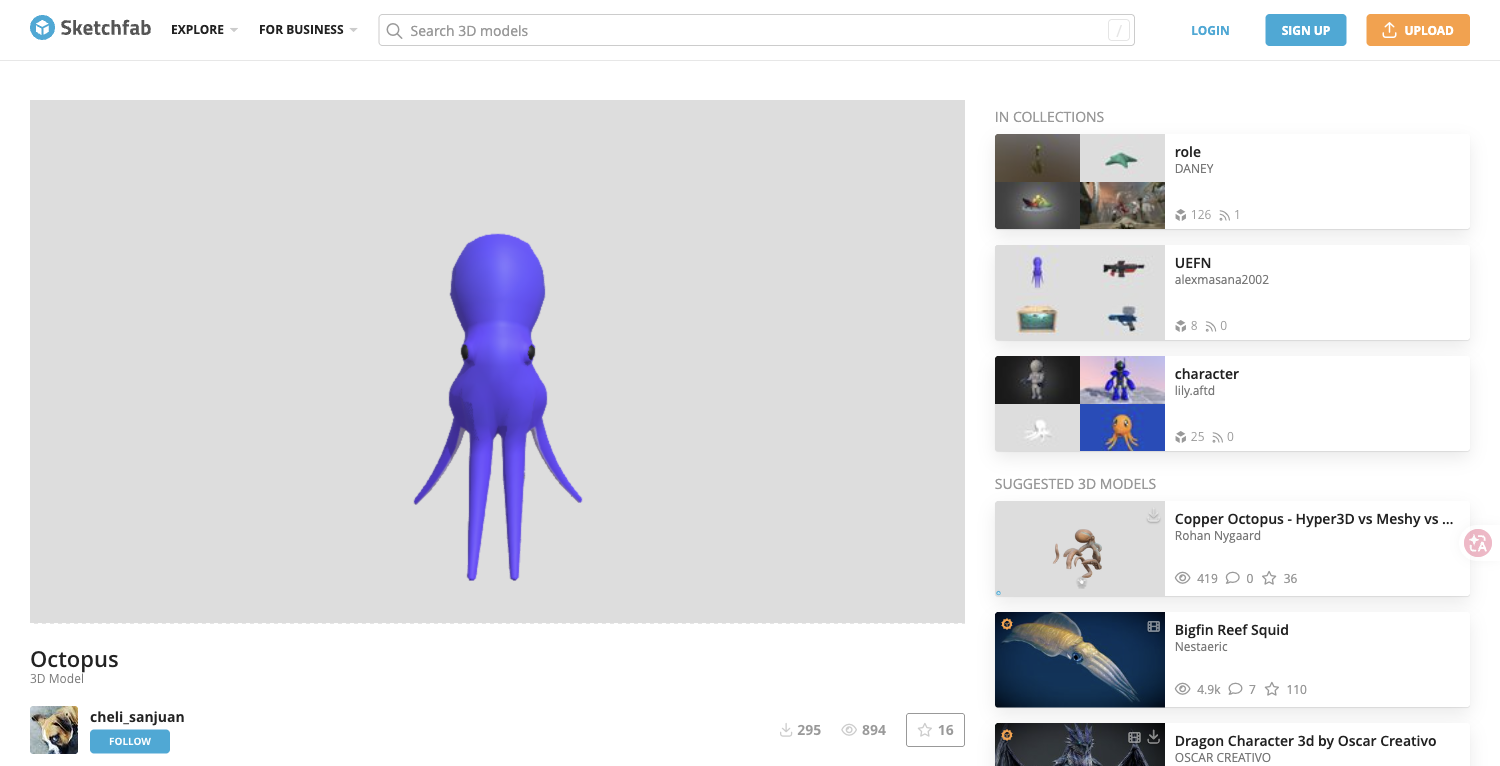 Sketchfab
EXPLORE
FOR BUSINESS
Search 3D models
/
LOGIN
SIGN UP
UPLOAD
IN COLLECTIONS
role
DANEY
126 1
UEFN
alexmasana2002
8 0
character
lily.aftd
25 0
SUGGESTED 3D MODELS
Copper Octopus - Hyper3D vs Meshy vs ...
Rohan Nygaard
419 0 36
Bigfin Reef Squid
Nestaeric
4.9k 7 110
Dragon Character 3d by Oscar Creativo
OSCAR CREATIVO
Octopus
3D Model
cheli_sanjuan
FOLLOW
295 894 16